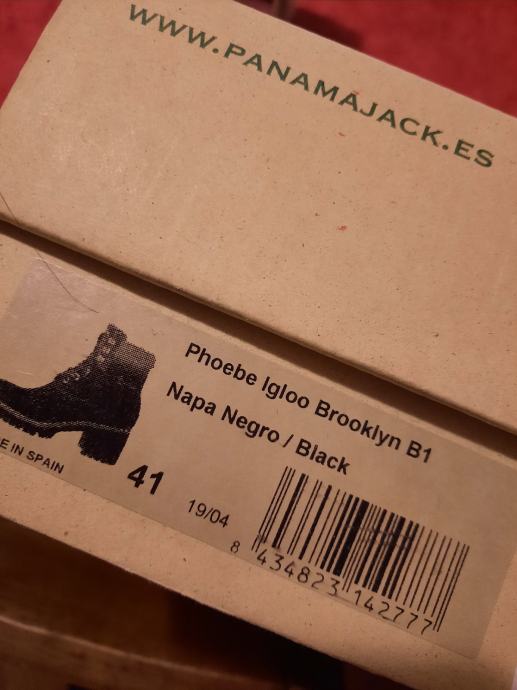 WWW.PANAMAJACK.ES
Phoebe Igloo Brooklyn B1
Napa Negro / Black
E IN SPAIN
41
19/04
8 434823 142777